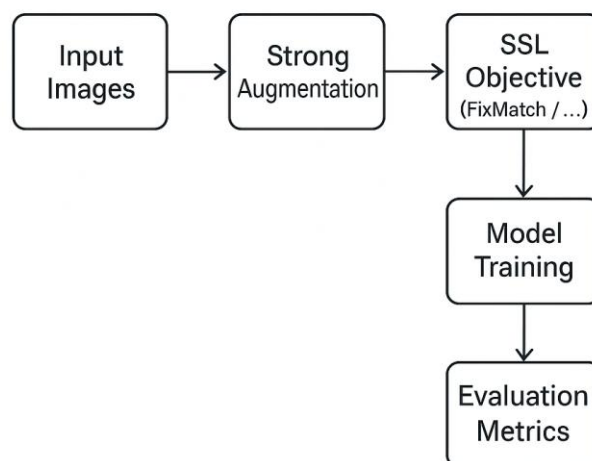 Input
Images
Strong
Augmentation
SSL
Objective
(FixMatch / ...)
Model
Training
Evaluation
Metrics